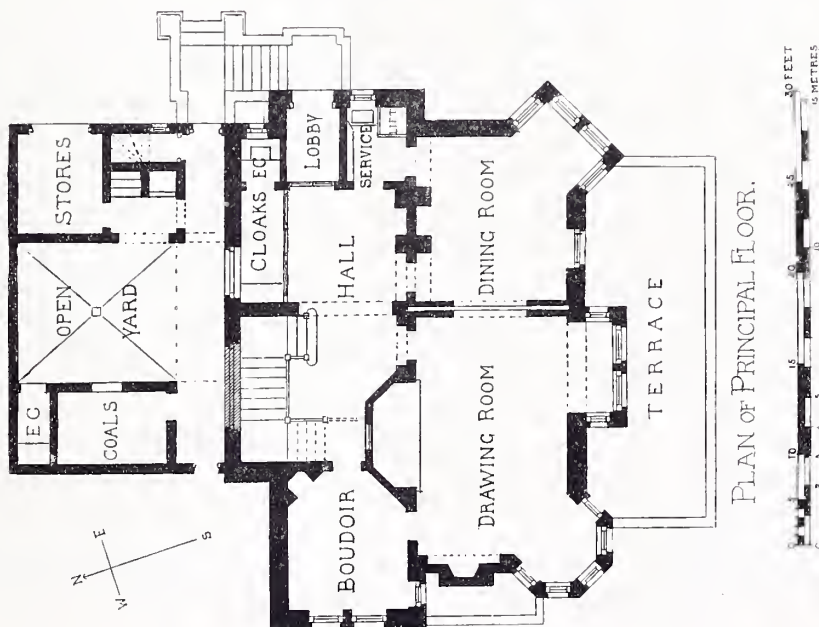 STORES
OPEN
YARD
E C
COALS
CLOAKS EC
LOBBY
SERVICE
LIFT
HALL
BOUDOIR
DINING ROOM
DRAWING ROOM
TERRACE
PLAN OF PRINCIPAL FLOOR.
N
E
S
W
30 FEET
15 METRES